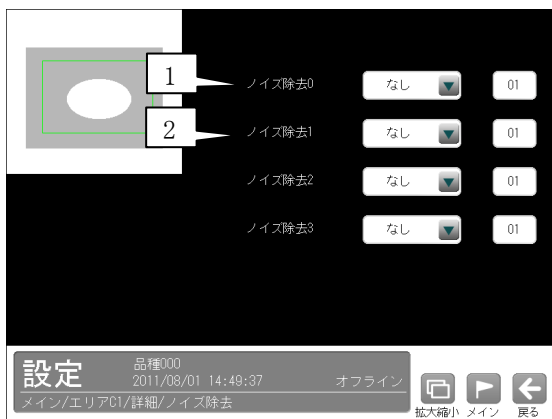 1
ノイズ除去0 なし 01
2
ノイズ除去1 なし 01
ノイズ除去2 なし 01
ノイズ除去3 なし 01
設定
品種000
2011/08/01 14:49:37 オフライン
メイン/エリアC1/詳細/ノイズ除去
拡大縮小 メイン 戻る